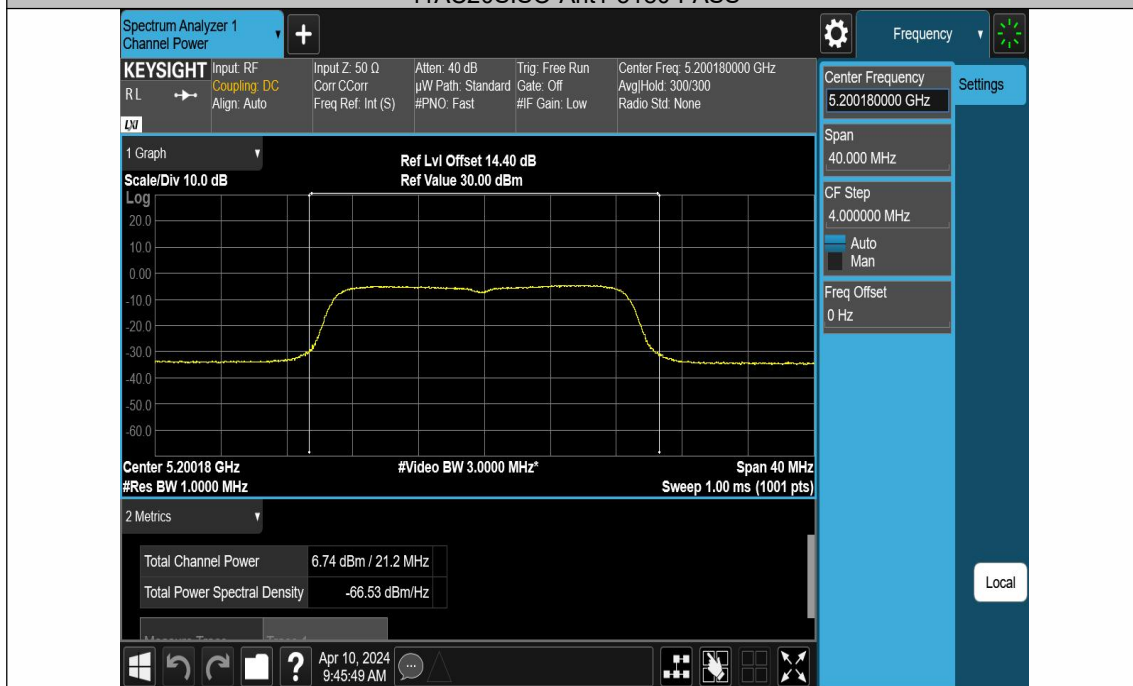 Spectrum Analyzer 1
Channel Power
Frequency
KEYSIGHT
RL
LXI
Input: RF
Coupling: DC
Align: Auto
Input Z: 50 Ω
Corr CCorr
Freq Ref: Int (S)
Atten: 40 dB
µW Path: Standard
#PNO: Fast
Trig: Free Run
Gate: Off
#IF Gain: Low
Center Freq: 5.200180000 GHz
Avg|Hold: 300/300
Radio Std: None
Center Frequency
5.200180000 GHz
Settings
Span
40.000 MHz
CF Step
4.000000 MHz
Auto
Man
Freq Offset
0 Hz
1 Graph
Scale/Div 10.0 dB
Ref Lvl Offset 14.40 dB
Ref Value 30.00 dBm
Log
20.0
10.0
0.00
-10.0
-20.0
-30.0
-40.0
-50.0
-60.0
Center 5.20018 GHz
#Video BW 3.0000 MHz*
Span 40 MHz
#Res BW 1.0000 MHz
Sweep 1.00 ms (1001 pts)
2 Metrics
Total Channel Power
6.74 dBm / 21.2 MHz
Total Power Spectral Density
-66.53 dBm/Hz
Local
Apr 10, 2024
9:45:49 AM